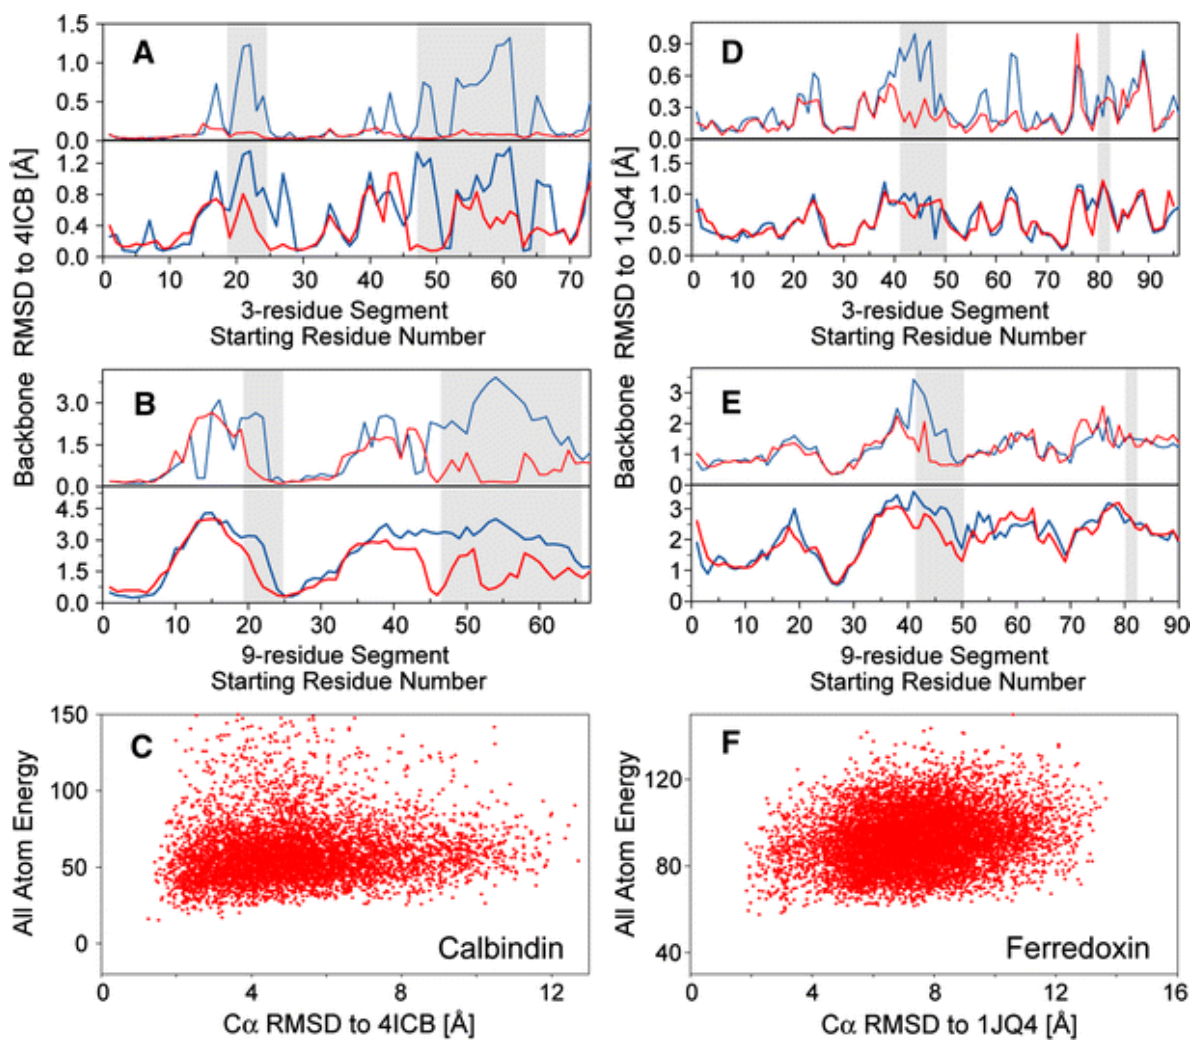 A
1.5
1.0
0.5
0.0
1.2
0.8
0.4
0.0
1 10 20 30 40 50 60 70
3-residue Segment
Starting Residue Number
Backbone RMSD to 4ICB [Å]
D
0.9
0.6
0.3
0.0
1.5
1.0
0.5
0.0
1 10 20 30 40 50 60 70 80 90
3-residue Segment
Starting Residue Number
Backbone RMSD to 1JQ4 [Å]
B
3.0
1.5
0.0
4.5
3.0
1.5
0.0
1 10 20 30 40 50 60
9-residue Segment
Starting Residue Number
E
3
2
1
0
3
2
1
0
1 10 20 30 40 50 60 70 80 90
9-residue Segment
Starting Residue Number
C
150
100
50
0
All Atom Energy
Calbindin
0 4 8 12
Cα RMSD to 4ICB [Å]
F
120
80
40
All Atom Energy
Ferredoxin
0 4 8 12 16
Cα RMSD to 1JQ4 [Å]